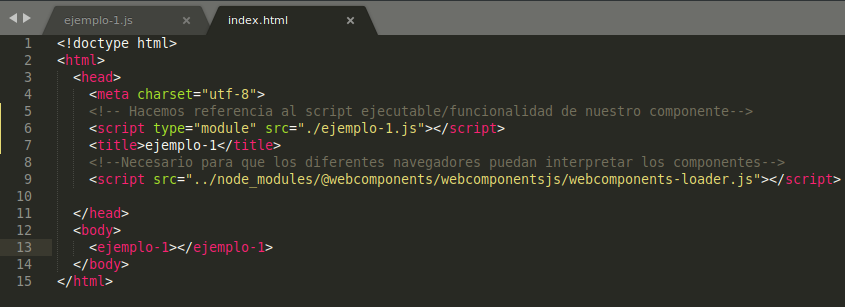 ejemplo-1.js × index.html ×
1 <!doctype html>
2 <html>
3 <head>
4 <meta charset="utf-8">
5 <!-- Hacemos referencia al script ejecutable/funcionalidad de nuestro componente-->
6 <script type="module" src="./ejemplo-1.js"></script>
7 <title>ejemplo-1</title>
8 <!--Necesario para que los diferentes navegadores puedan interpretar los componentes-->
9 <script src="../node_modules/@webcomponents/webcomponentsjs/webcomponents-loader.js"></script>
10
11 </head>
12 <body>
13 <ejemplo-1></ejemplo-1>
14 </body>
15 </html>